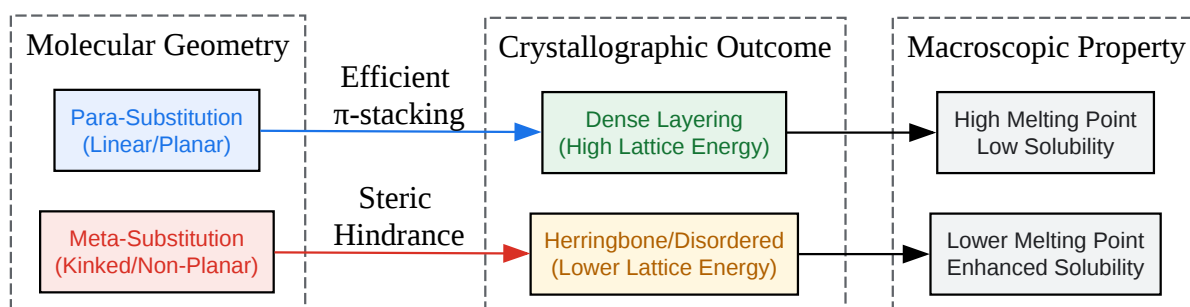 Molecular Geometry
Para-Substitution
(Linear/Planar)
Meta-Substitution
(Kinked/Non-Planar)
Efficient
π-stacking
Steric
Hindrance
Crystallographic Outcome
Dense Layering
(High Lattice Energy)
Herringbone/Disordered
(Lower Lattice Energy)
Macroscopic Property
High Melting Point
Low Solubility
Lower Melting Point
Enhanced Solubility